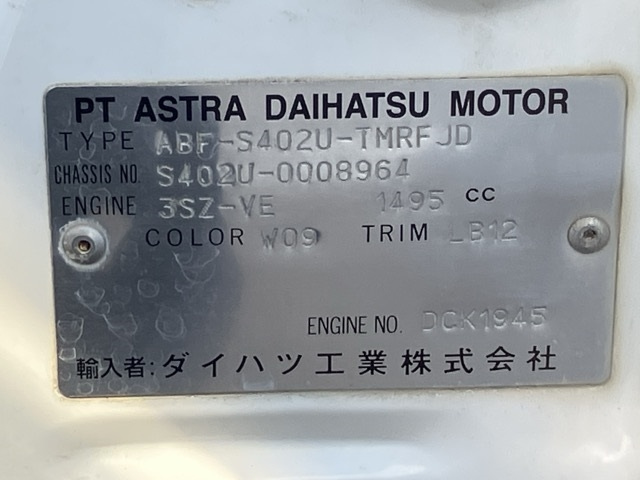 PT ASTRA DAIHATSU MOTOR
TYPE ABF-S402U-TMRFJD
CHASSIS NO. S402U-0008964
ENGINE 3SZ-VE 1495 CC
COLOR W09 TRIM LB12
ENGINE NO. DCK1945
輸入者: ダイハツ工業株式会社